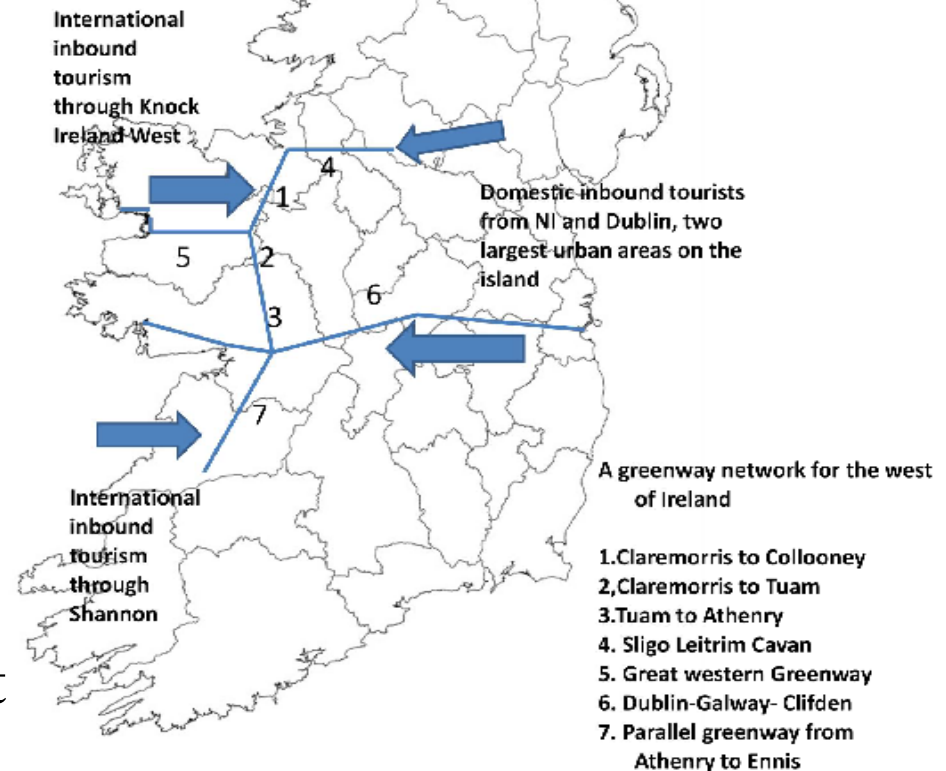 International
inbound
tourism
through Knock
Ireland West
4
1
Domestic inbound tourists
from NI and Dublin, two
largest urban areas on the
island
5
2
6
3
7
International
inbound
tourism
through
Shannon
A greenway network for the west
of Ireland
1.Claremorris to Collooney
2,Claremorris to Tuam
3.Tuam to Athenry
4. Sligo Leitrim Cavan
5. Great western Greenway
6. Dublin-Galway- Clifden
7. Parallel greenway from
Athenry to Ennis